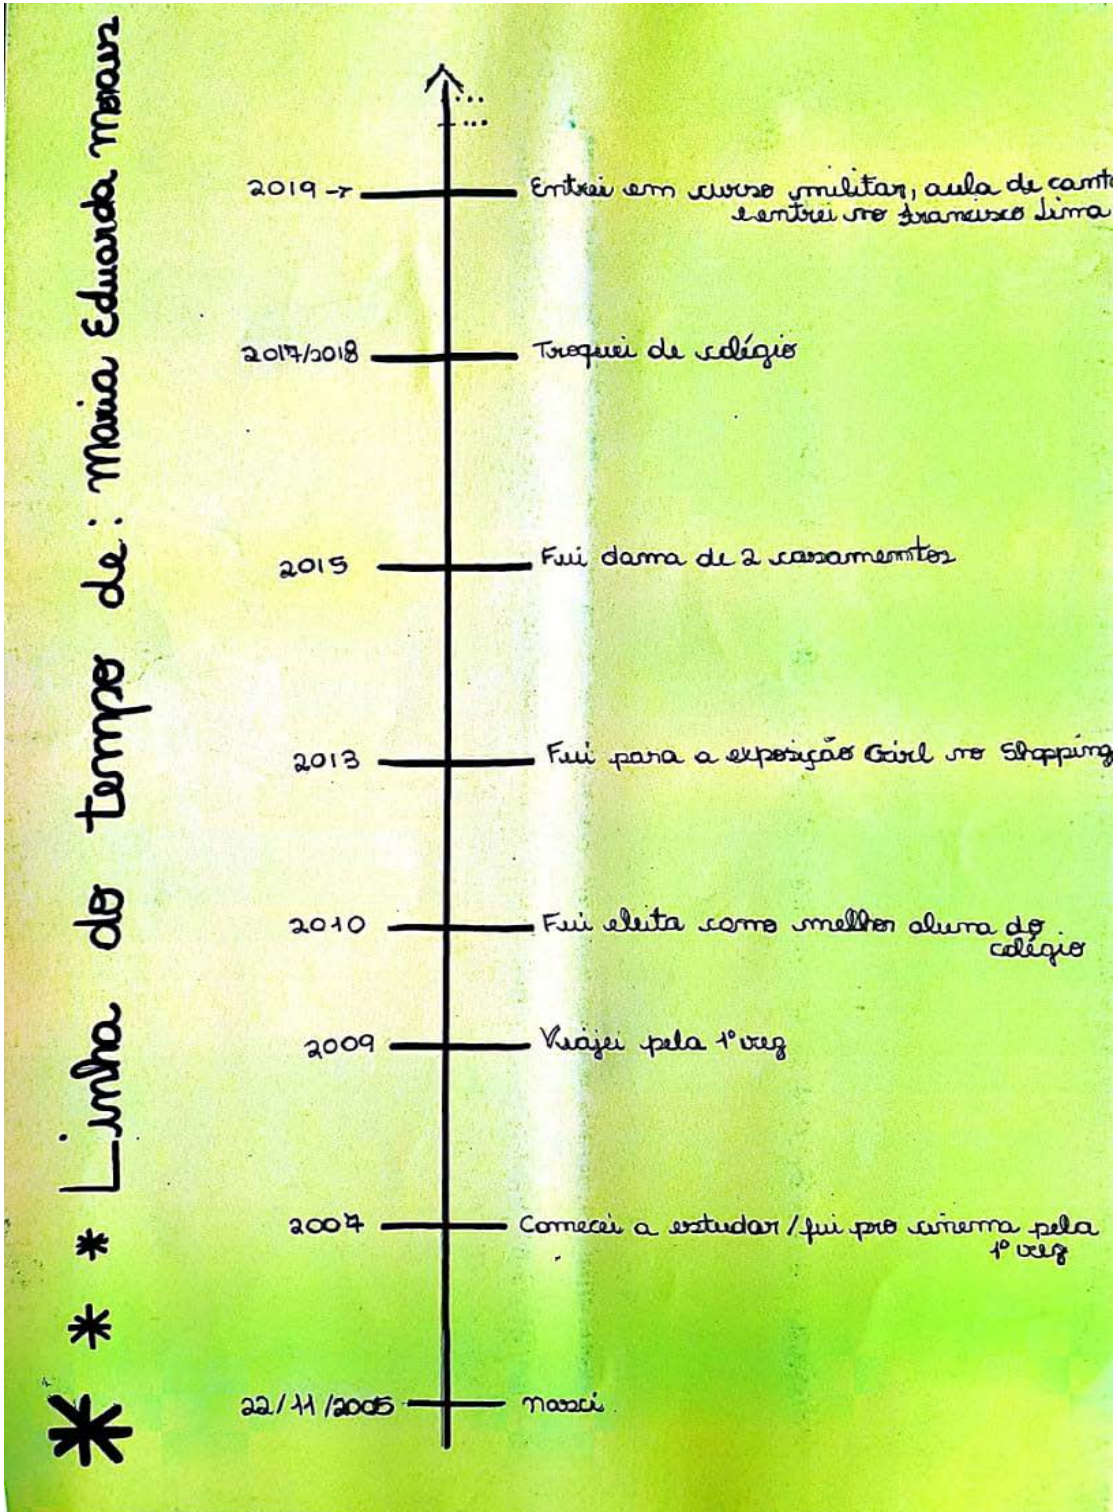 Linha do tempo de: Maria Eduarda Morais
2019 → Entrei em curso militar, aula de canto
e entrei no Francisco Lima
2017/2018 Troquei de colégio
2015 Fui dama de 2 casamentos
2013 Fui para a exposição Girl no Shopping
2010 Fui eleita como melhor aluna do
colégio
2009 Viajei pela 1º vez
2007 Comecei a estudar/fui pro cinema pela
1º vez
22/11/2005 nasci.